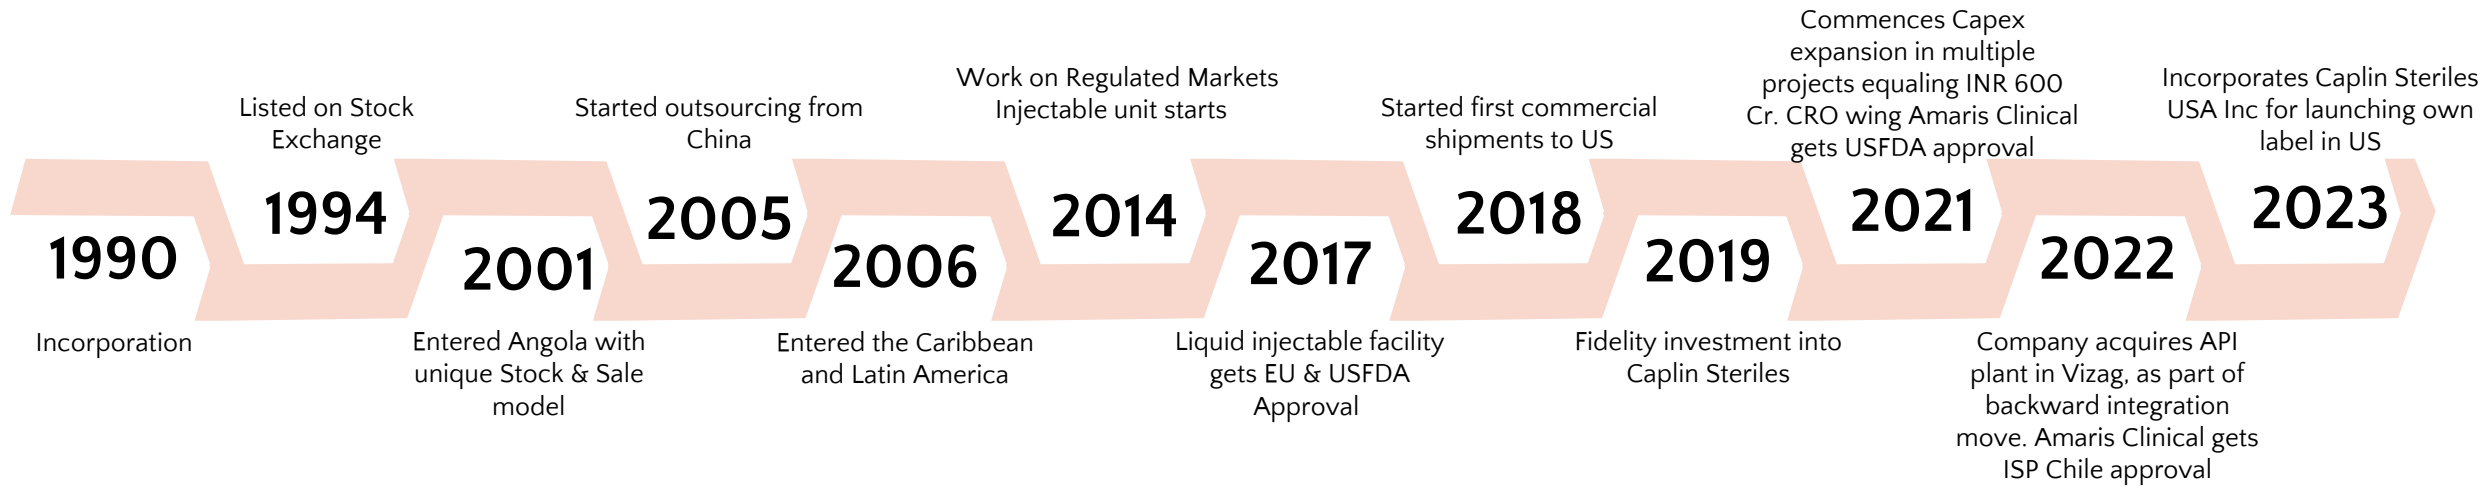 1990
Incorporation
Listed on Stock
Exchange
1994
2001
Entered Angola with
unique Stock & Sale
model
Started outsourcing from
China
2005
2006
Entered the Caribbean
and Latin America
Work on Regulated Markets
Injectable unit starts
2014
2017
Liquid injectable facility
gets EU & USFDA
Approval
Started first commercial
shipments to US
2018
2019
Fidelity investment into
Caplin Steriles
Commences Capex
expansion in multiple
projects equaling INR 600
Cr. CRO wing Amaris Clinical
gets USFDA approval
2021
2022
Company acquires API
plant in Vizag, as part of
backward integration
move. Amaris Clinical gets
ISP Chile approval
Incorporates Caplin Steriles
USA Inc for launching own
label in US
2023